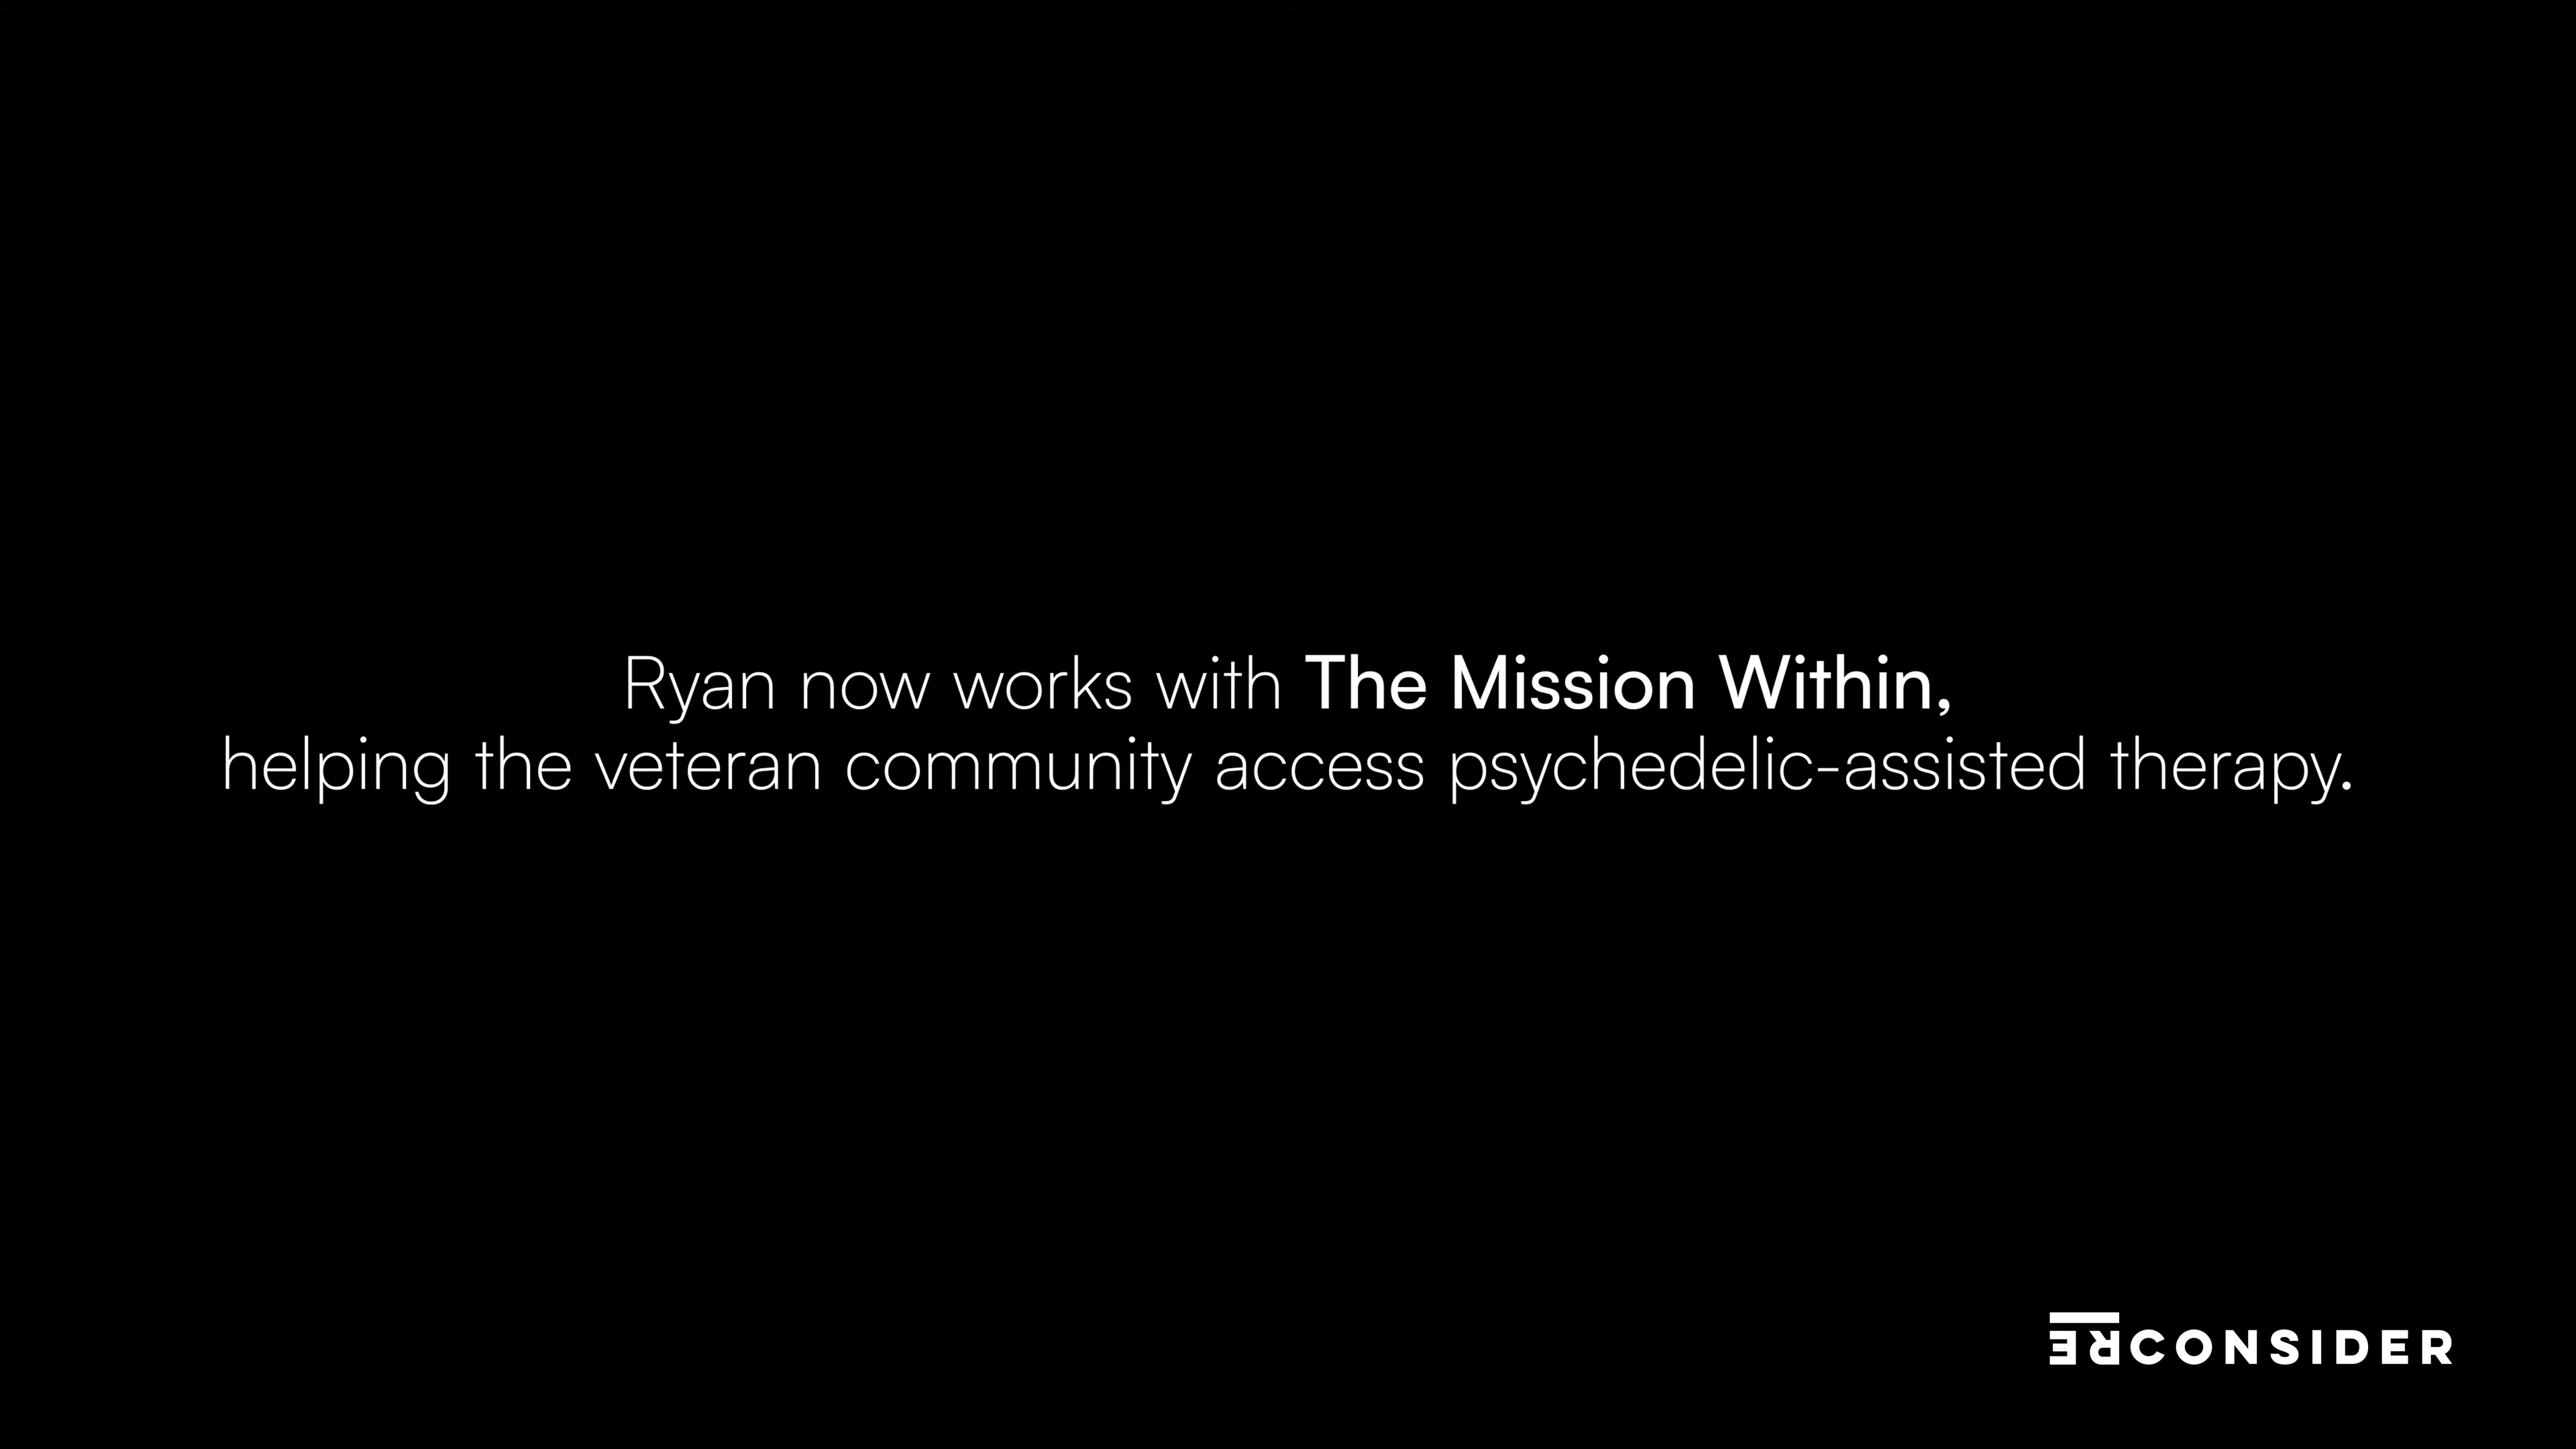 Ryan now works with The Mission Within,
helping the veteran community access psychedelic-assisted therapy.
RECONSIDER